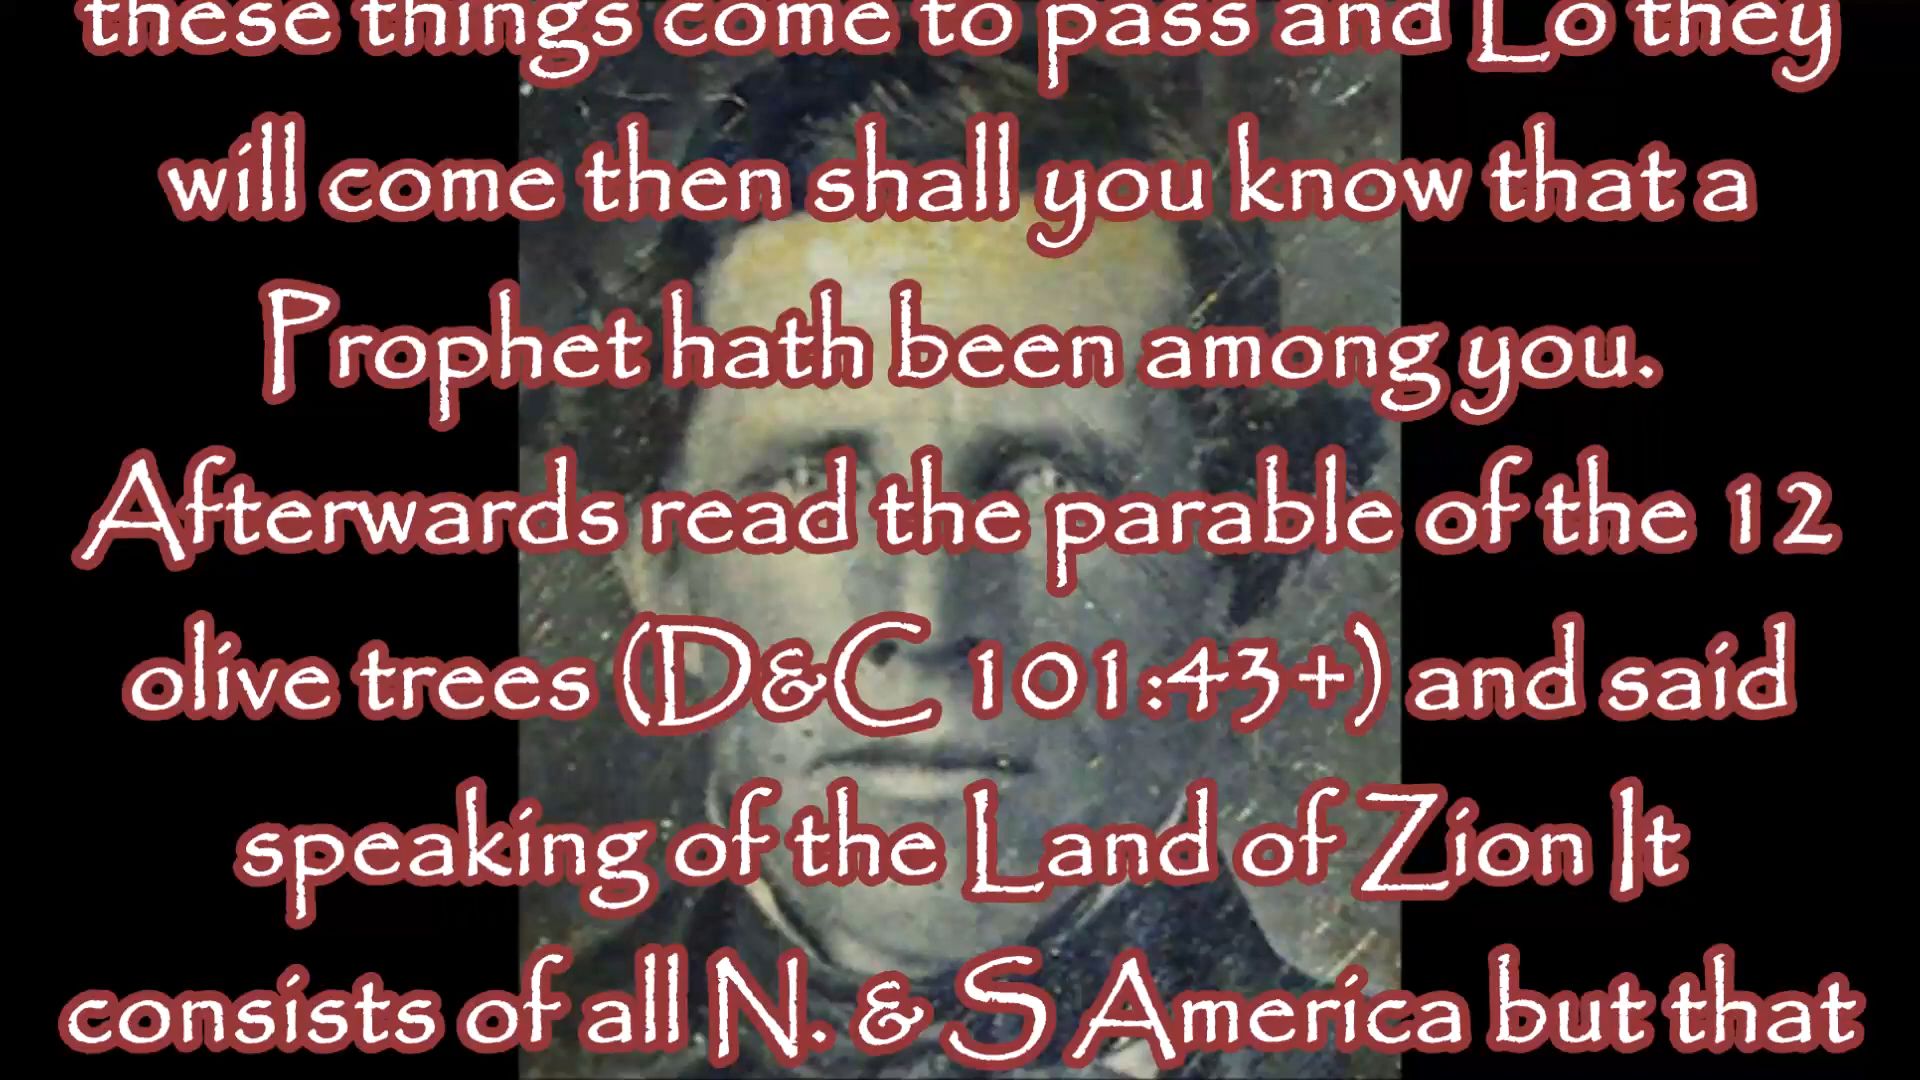 these things come to pass and Lo they
will come then shall you know that a
Prophet hath been among you.
Afterwards read the parable of the 12
olive trees (D&C 101:43+) and said
speaking of the Land of Zion It
consists of all N. & S America but that